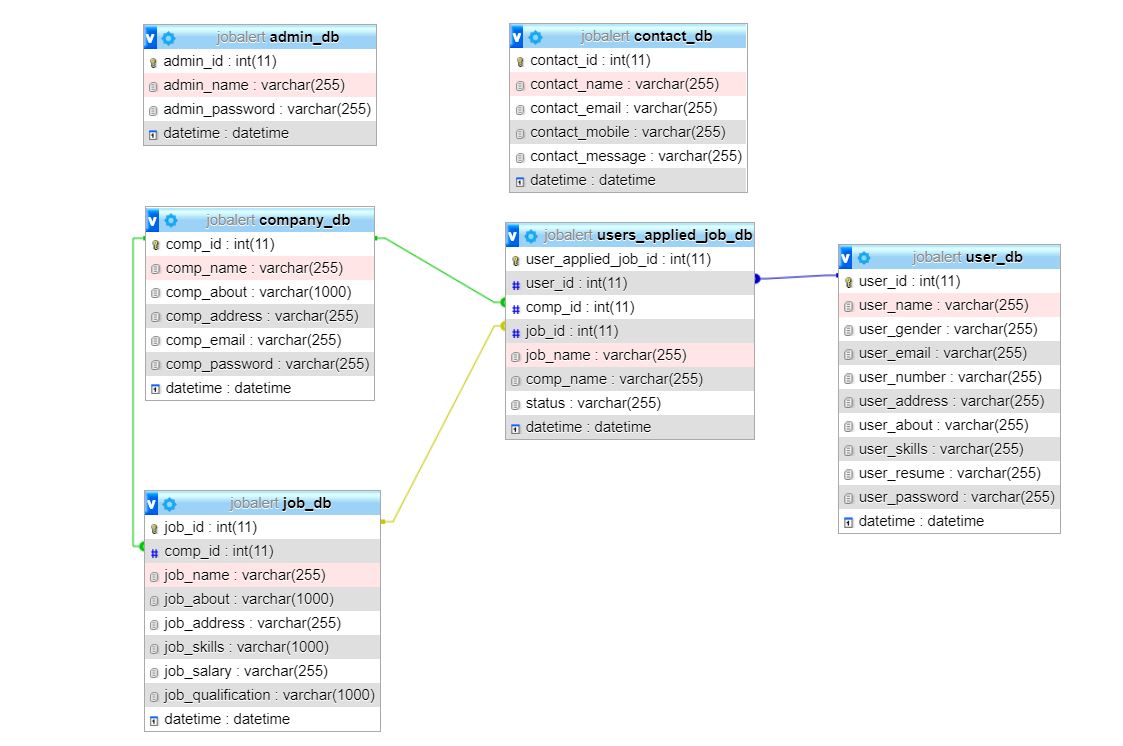 jobalert admin_db
admin_id : int(11)
admin_name : varchar(255)
admin_password : varchar(255)
datetime : datetime
jobalert contact_db
contact_id : int(11)
contact_name : varchar(255)
contact_email : varchar(255)
contact_mobile : varchar(255)
contact_message : varchar(255)
datetime : datetime
jobalert company_db
comp_id : int(11)
comp_name : varchar(255)
comp_about : varchar(1000)
comp_address : varchar(255)
comp_email : varchar(255)
comp_password : varchar(255)
datetime : datetime
jobalert users_applied_job_db
user_applied_job_id : int(11)
user_id : int(11)
comp_id : int(11)
job_id : int(11)
job_name : varchar(255)
comp_name : varchar(255)
status : varchar(255)
datetime : datetime
jobalert user_db
user_id : int(11)
user_name : varchar(255)
user_gender : varchar(255)
user_email : varchar(255)
user_number : varchar(255)
user_address : varchar(255)
user_about : varchar(255)
user_skills : varchar(255)
user_resume : varchar(255)
user_password : varchar(255)
datetime : datetime
jobalert job_db
job_id : int(11)
comp_id : int(11)
job_name : varchar(255)
job_about : varchar(1000)
job_address : varchar(255)
job_skills : varchar(1000)
job_salary : varchar(255)
job_qualification : varchar(1000)
datetime : datetime